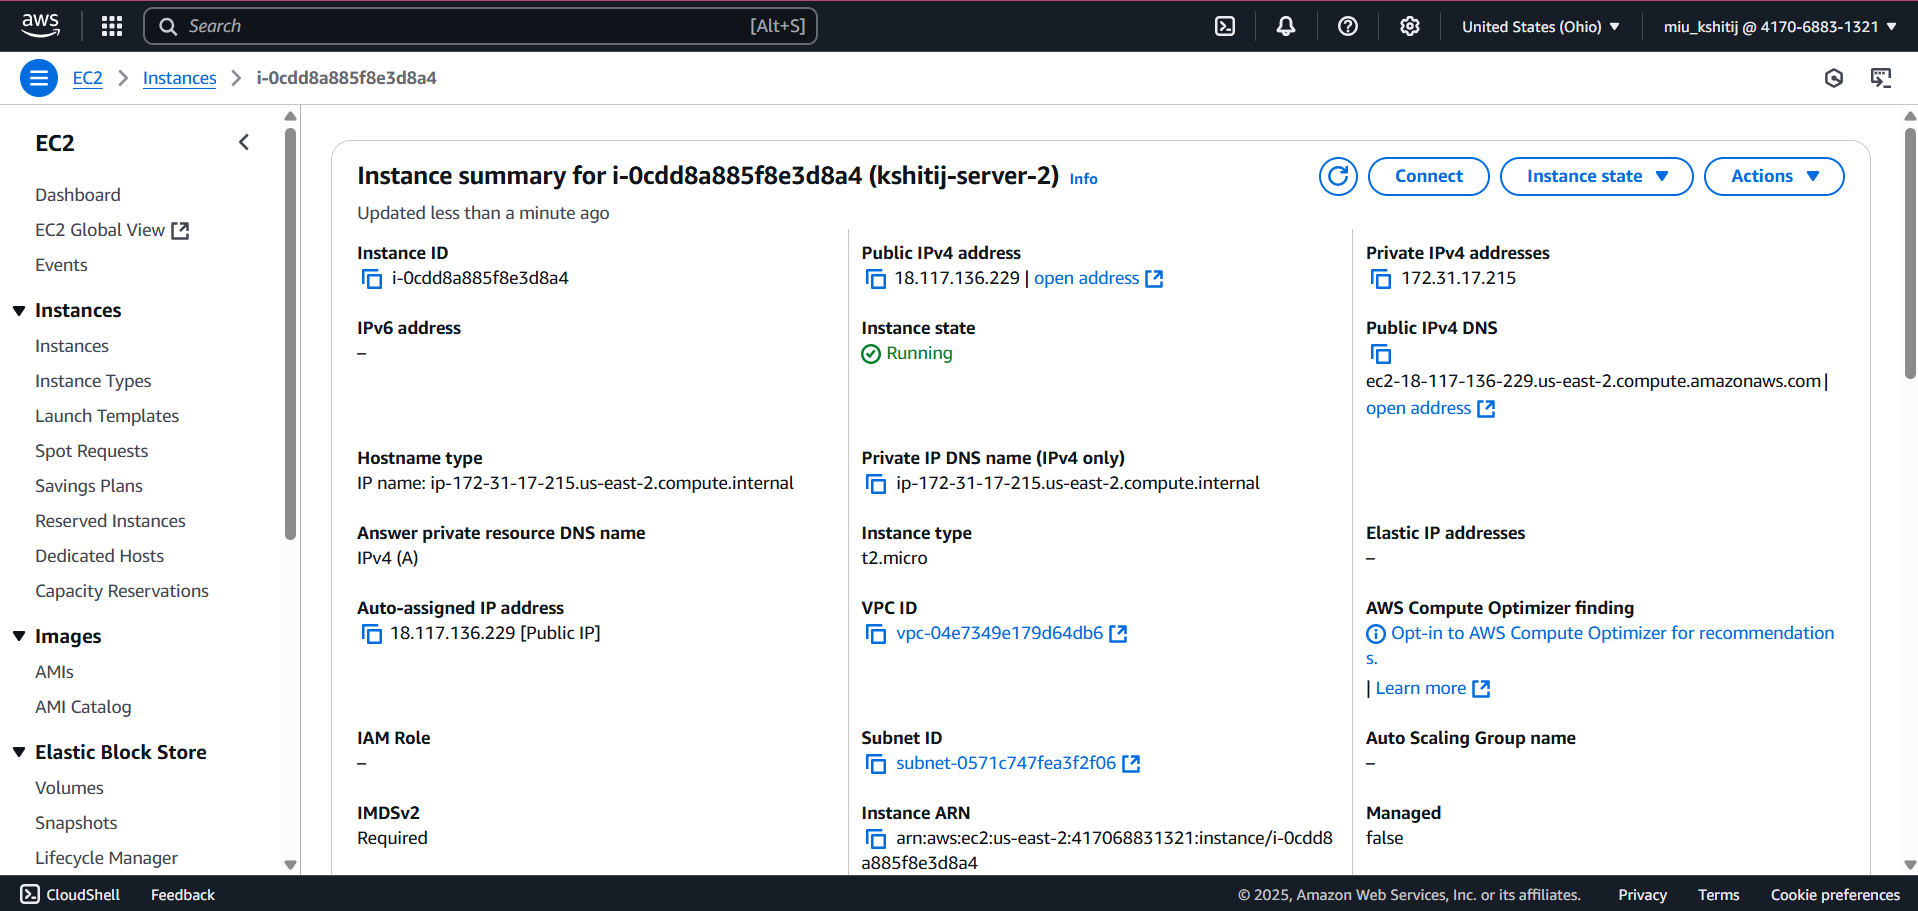 aws
Search
[Alt+S]
United States (Ohio)
miu_kshitij @ 4170-6883-1321
EC2
Instances
i-0cdd8a885f8e3d8a4
EC2
Dashboard
EC2 Global View
Events
Instances
Instances
Instance Types
Launch Templates
Spot Requests
Savings Plans
Reserved Instances
Dedicated Hosts
Capacity Reservations
Images
AMIs
AMI Catalog
Elastic Block Store
Volumes
Snapshots
Lifecycle Manager
Instance summary for i-0cdd8a885f8e3d8a4 (kshitij-server-2) Info
Updated less than a minute ago
Connect
Instance state
Actions
Instance ID
i-0cdd8a885f8e3d8a4
Public IPv4 address
18.117.136.229 | open address
Private IPv4 addresses
172.31.17.215
IPv6 address
–
Instance state
Running
Public IPv4 DNS
ec2-18-117-136-229.us-east-2.compute.amazonaws.com |
open address
Hostname type
IP name: ip-172-31-17-215.us-east-2.compute.internal
Private IP DNS name (IPv4 only)
ip-172-31-17-215.us-east-2.compute.internal
Answer private resource DNS name
IPv4 (A)
Instance type
t2.micro
Elastic IP addresses
–
Auto-assigned IP address
18.117.136.229 [Public IP]
VPC ID
vpc-04e7349e179d64db6
AWS Compute Optimizer finding
Opt-in to AWS Compute Optimizer for recommendation
s.
| Learn more
IAM Role
–
Subnet ID
subnet-0571c747fea3f2f06
Auto Scaling Group name
–
IMDSv2
Required
Instance ARN
arn:aws:ec2:us-east-2:417068831321:instance/i-0cdd8
a885f8e3d8a4
Managed
false
CloudShell
Feedback
© 2025, Amazon Web Services, Inc. or its affiliates.
Privacy
Terms
Cookie preferences